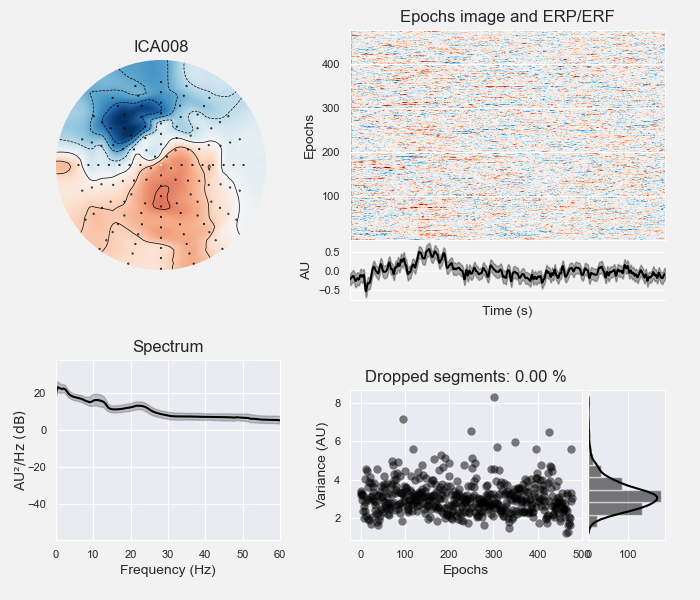 ICA008
Epochs image and ERP/ERF
Epochs
400
300
200
100
AU
0.5
0.0
−0.5
Time (s)
Spectrum
AU²/Hz (dB)
20
0
−20
−40
0 10 20 30 40 50 60
Frequency (Hz)
Dropped segments: 0.00 %
Variance (AU)
8
6
4
2
0 100 200 300 400 500
Epochs
0 100